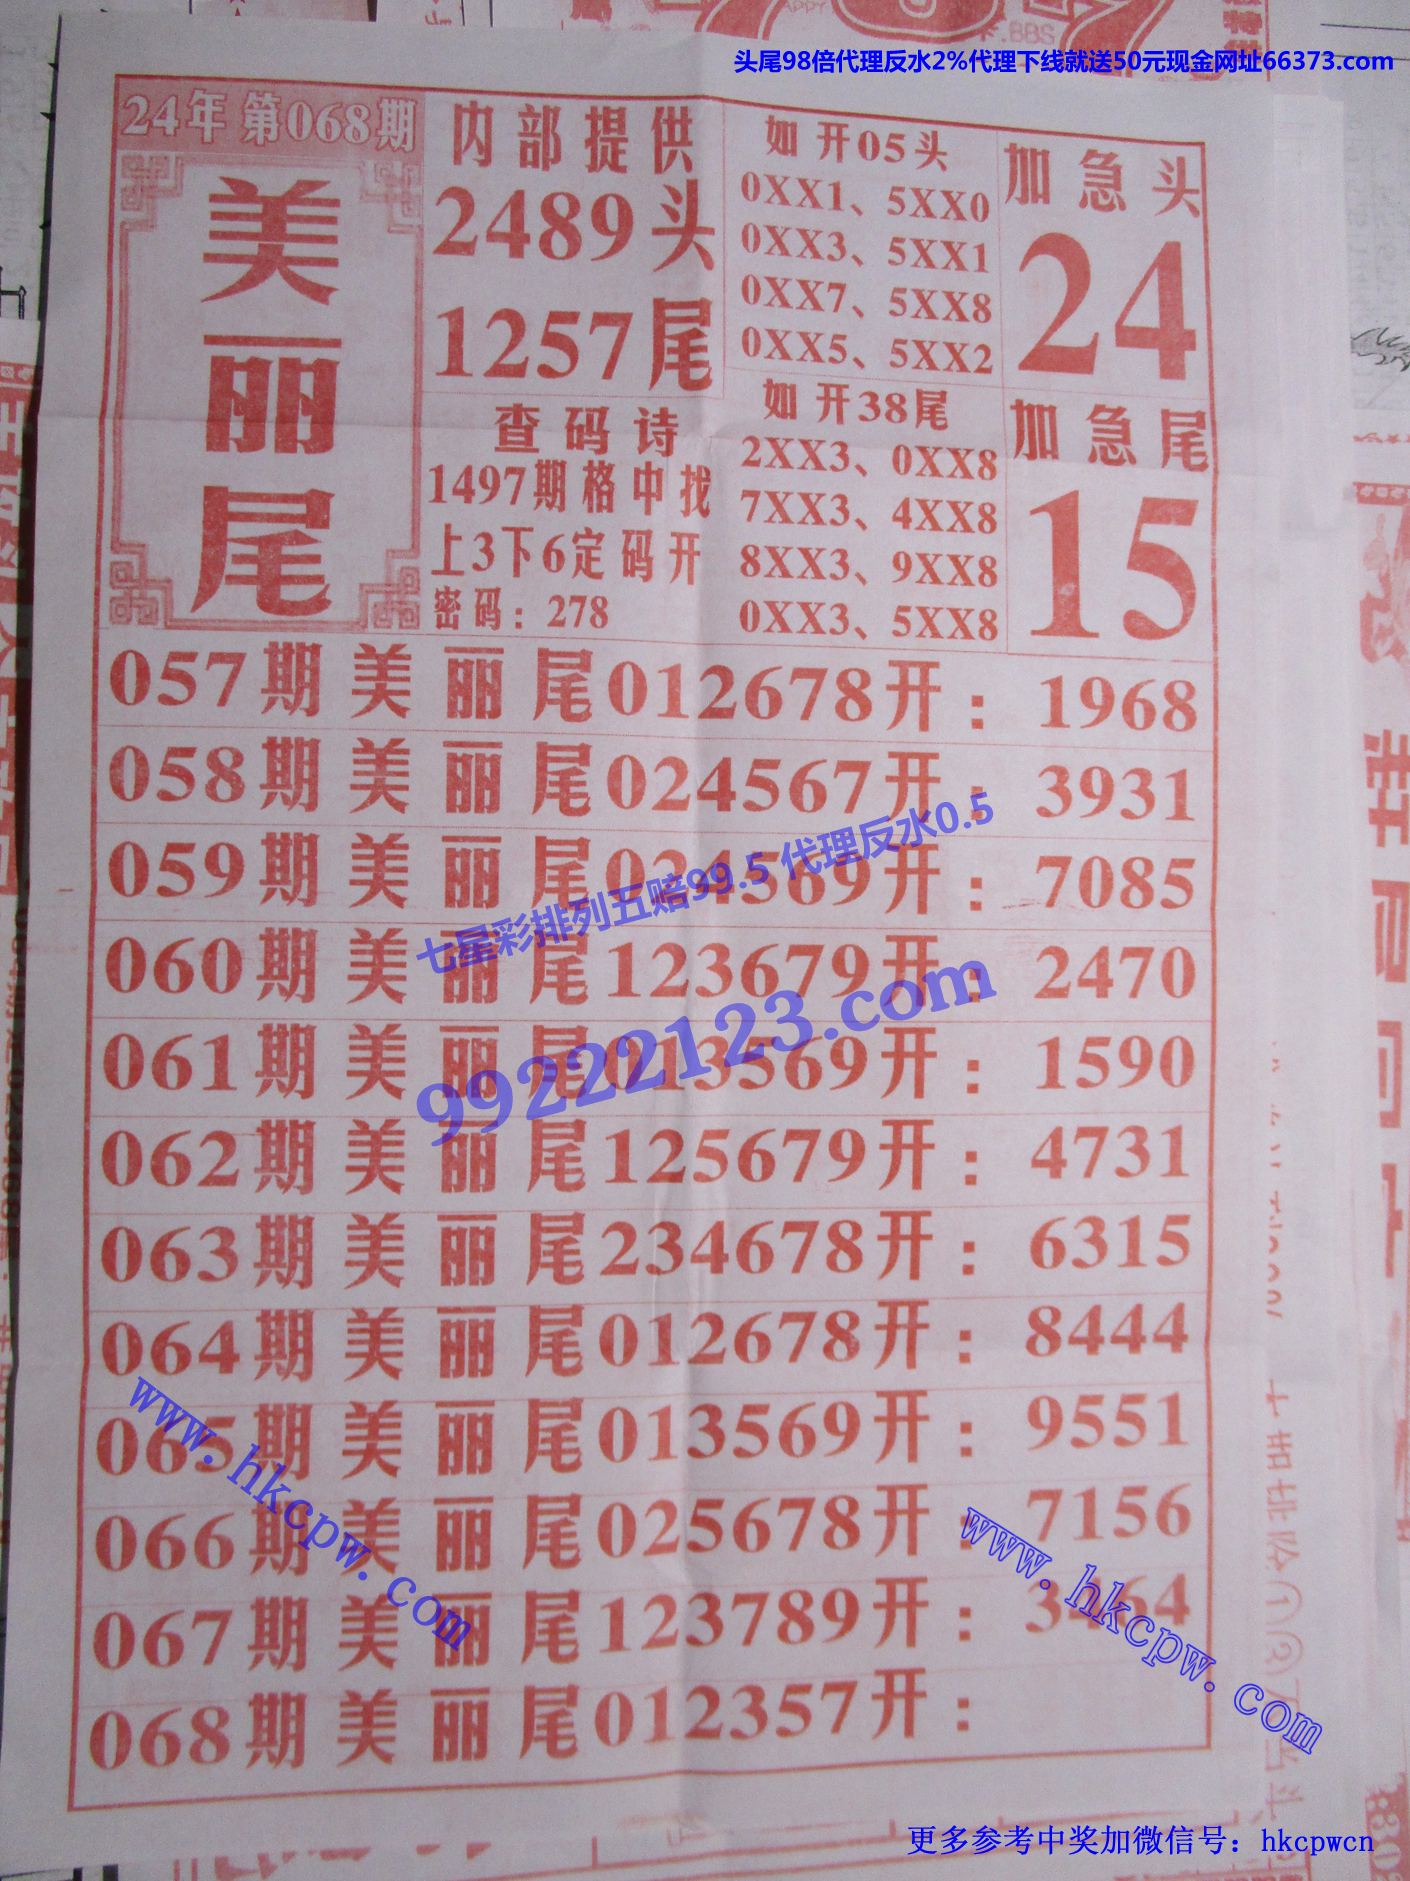 头尾98倍代理反水2%代理下线就送50元现金网址66373.com
24年 第068期
美丽尾
内部提供
2489头
1257尾
查码诗
1497期格中找
上3下6定码开
密码：278
如开05头
0XX1、5XX0
0XX3、5XX1
0XX7、5XX8
0XX5、5XX2
如开38尾
2XX3、0XX8
7XX3、4XX8
8XX3、9XX8
0XX3、5XX8
加急头
24
加急尾
15
057期美丽尾012678开：1968
058期美丽尾024567开：3931
059期美丽尾024569开：7085
060期美丽尾123679开：2470
061期美丽尾013569开：1590
062期美丽尾125679开：4731
063期美丽尾234678开：6315
064期美丽尾012678开：8444
065期美丽尾013569开：9551
066期美丽尾025678开：7156
067期美丽尾123789开：3464
068期美丽尾012357开：
七星彩排列五赔99.5 代理反水0.5
99222123.com
www.hkcpw.com
www.hkcpw.com
更多参考中奖加微信号：hkcpwcn